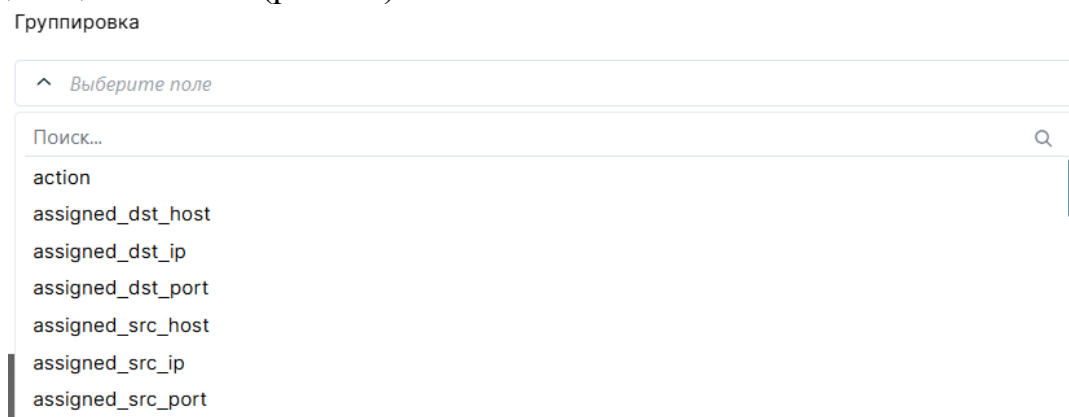 Группировка
Выберите поле
Поиск...
action
assigned_dst_host
assigned_dst_ip
assigned_dst_port
assigned_src_host
assigned_src_ip
assigned_src_port